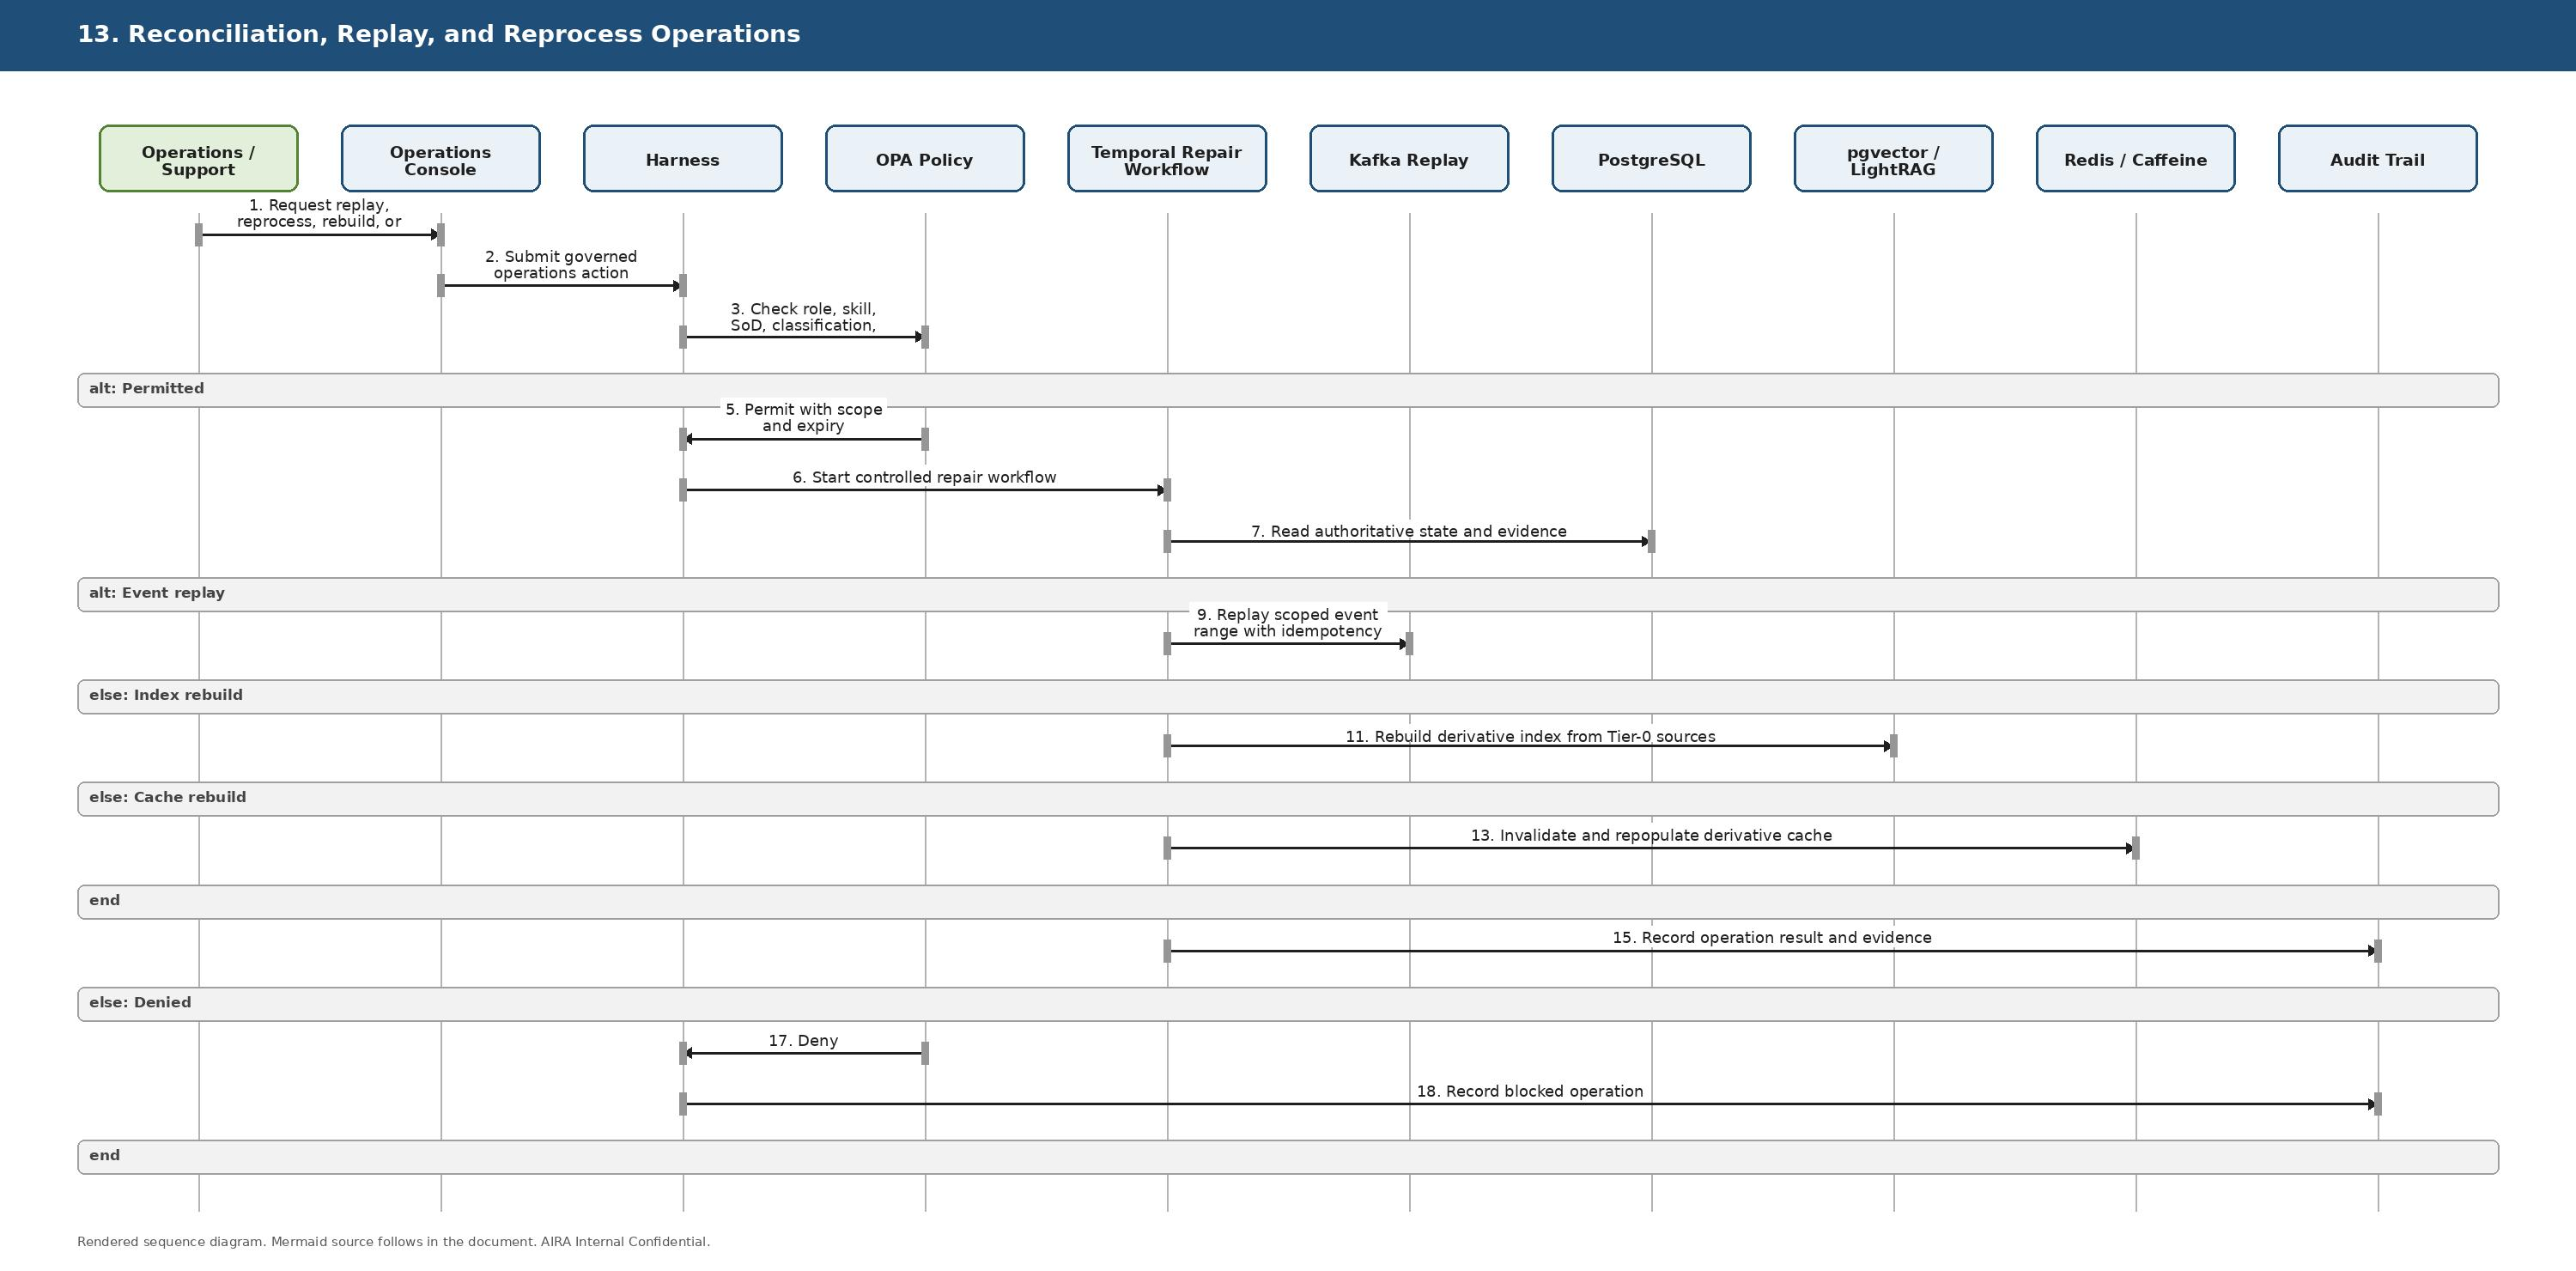 13. Reconciliation, Replay, and Reprocess Operations
Operations /
Support
Operations
Console
Harness
OPA Policy
Temporal Repair
Workflow
Kafka Replay
PostgreSQL
pgvector /
LightRAG
Redis / Caffeine
Audit Trail
1. Request replay,
reprocess, rebuild, or
2. Submit governed
operations action
3. Check role, skill,
SoD, classification,
alt: Permitted
5. Permit with scope
and expiry
6. Start controlled repair workflow
7. Read authoritative state and evidence
alt: Event replay
9. Replay scoped event
range with idempotency
else: Index rebuild
11. Rebuild derivative index from Tier-0 sources
else: Cache rebuild
13. Invalidate and repopulate derivative cache
end
15. Record operation result and evidence
else: Denied
17. Deny
18. Record blocked operation
end
Rendered sequence diagram. Mermaid source follows in the document. AIRA Internal Confidential.